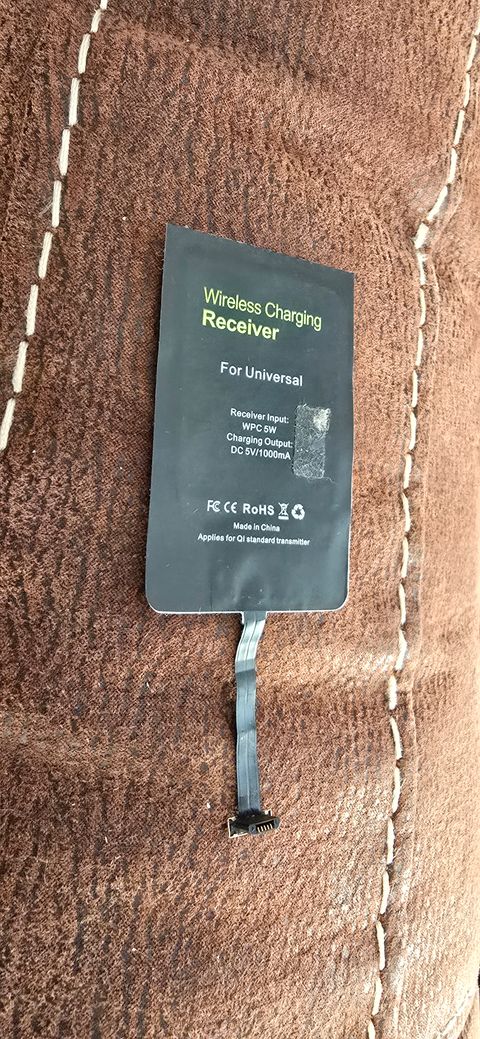 Wireless Charging
Receiver
For Universal
Receiver Input:
WPC 5W
Charging Output:
DC 5V/1000mA
FC CE RoHS
Made in China
Applies for QI standard transmitter